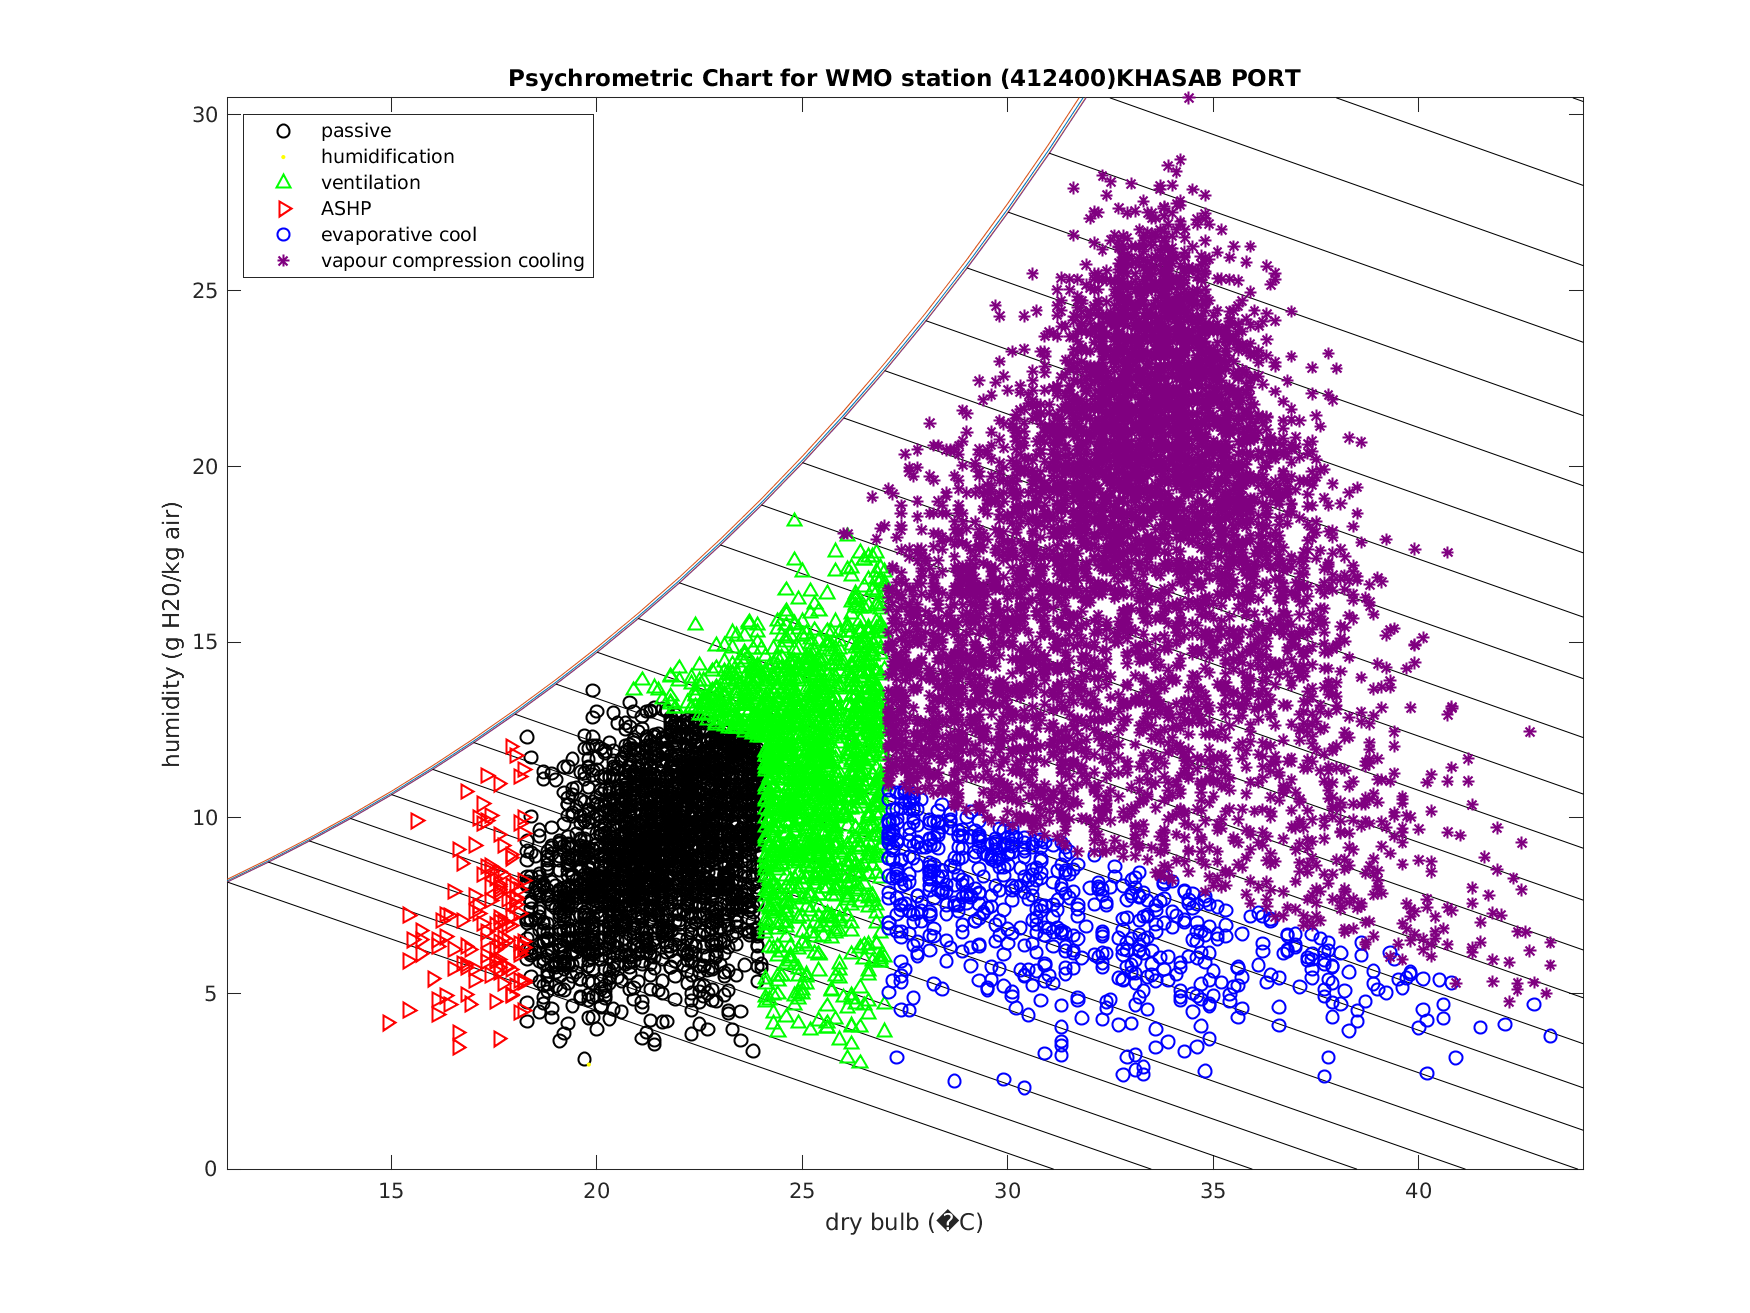 Psychrometric Chart for WMO station (412400)KHASAB PORT
passive
humidification
ventilation
ASHP
evaporative cool
vapour compression cooling
humidity (g H20/kg air)
30
25
20
15
10
5
0
15 20 25 30 35 40
dry bulb (�C)